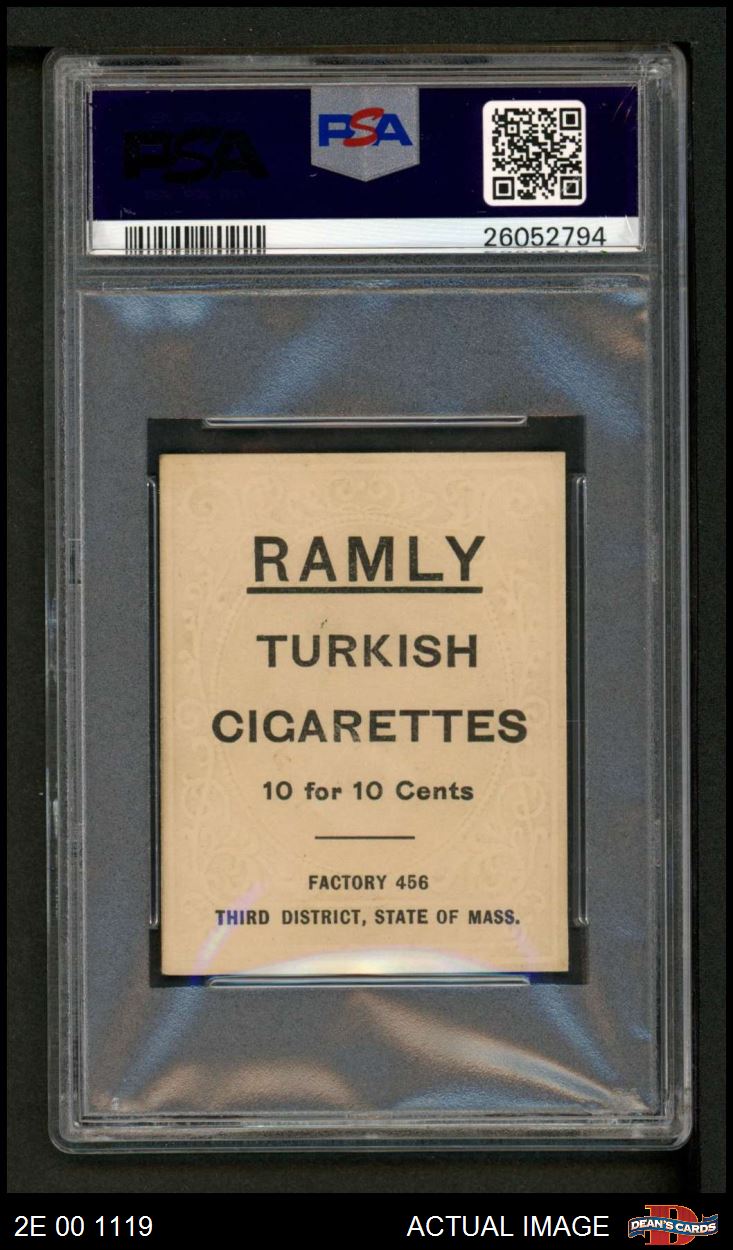 PSA
PSA
26052794
RAMLY
TURKISH
CIGARETTES
10 for 10 Cents
FACTORY 456
THIRD DISTRICT, STATE OF MASS.
2E 00 1119
ACTUAL IMAGE
D
DEAN'S CARDS